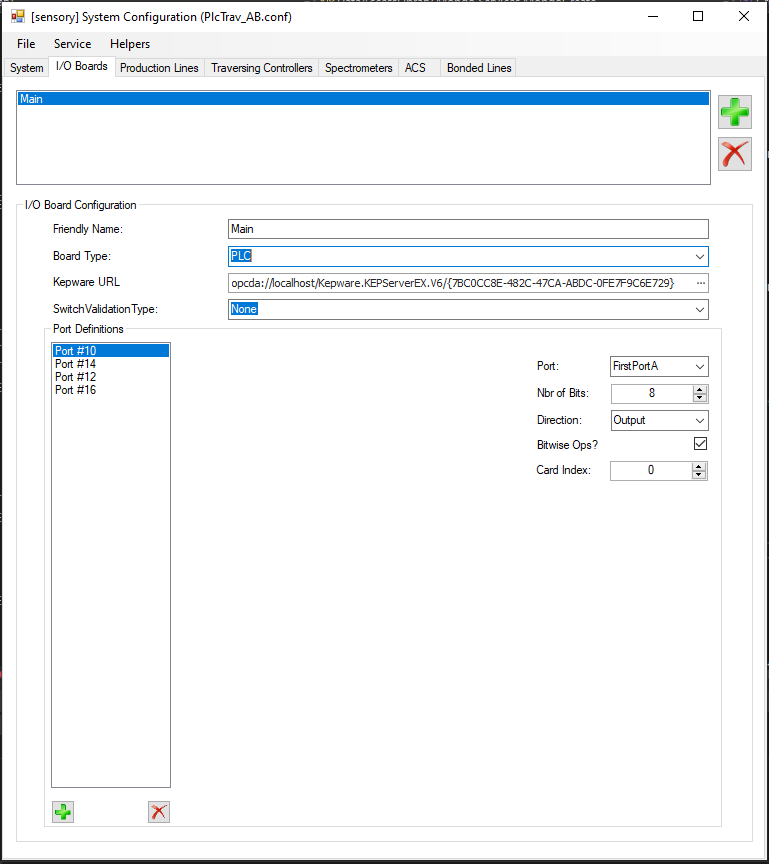 [sensory] System Configuration (PlcTrav_AB.conf)
File Service Helpers
System I/O Boards Production Lines Traversing Controllers Spectrometers ACS Bonded Lines
Main
I/O Board Configuration
Friendly Name: Main
Board Type: PLC
Kepware URL opcda://localhost/Kepware.KEPServerEX.V6/{7BC0CC8E-482C-47CA-ABDC-0FE7F9C6E729} ...
SwitchValidationType: None
Port Definitions
Port #10
Port #14
Port #12
Port #16
Port: FirstPortA
Nbr of Bits: 8
Direction: Output
Bitwise Ops?
Card Index: 0